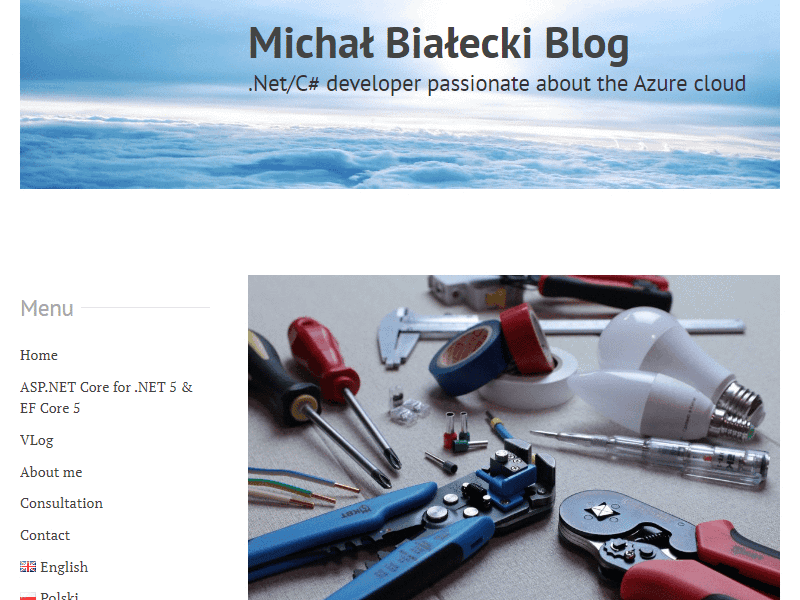 Michał Białecki Blog
.Net/C# developer passionate about the Azure cloud
Menu
Home
ASP.NET Core for .NET 5 &
EF Core 5
VLog
About me
Consultation
Contact
English
Polski